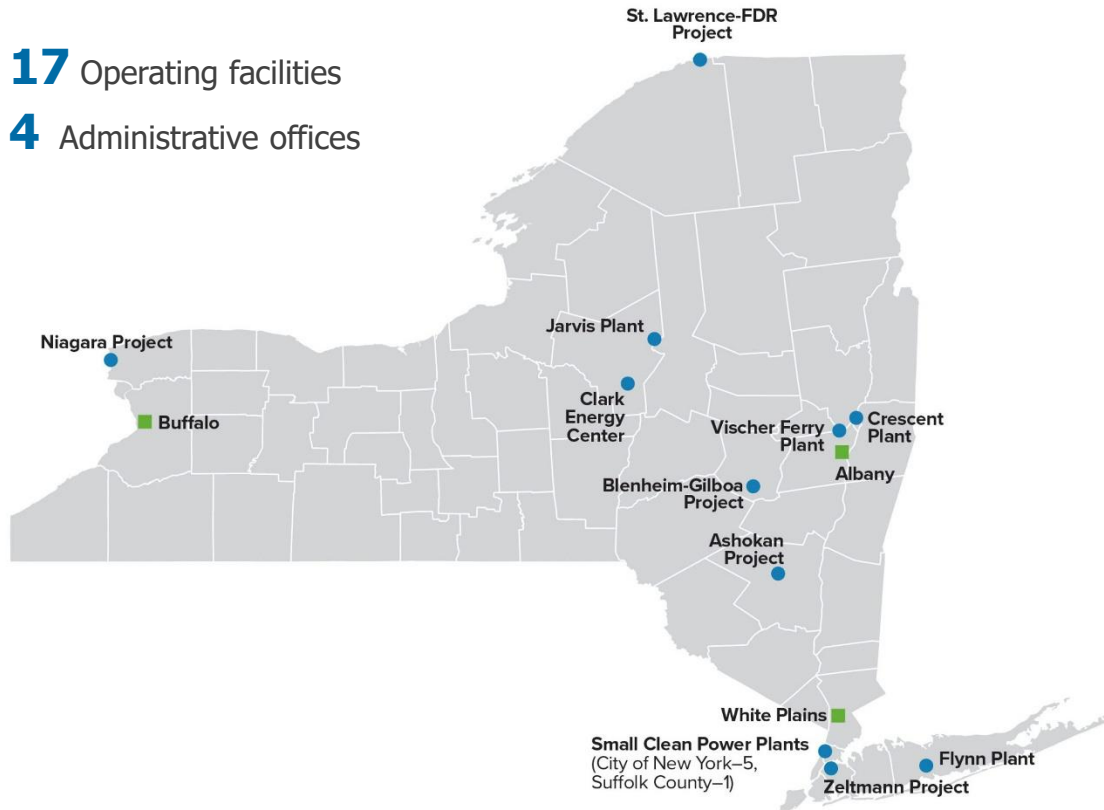 17 Operating facilities
4 Administrative offices
St. Lawrence-FDR
Project
Niagara Project
Buffalo
Jarvis Plant
Clark
Energy
Center
Vischer Ferry
Plant
Crescent
Plant
Albany
Blenheim-Gilboa
Project
Ashokan
Project
White Plains
Small Clean Power Plants
(City of New York–5,
Suffolk County–1)
Flynn Plant
Zeltmann Project